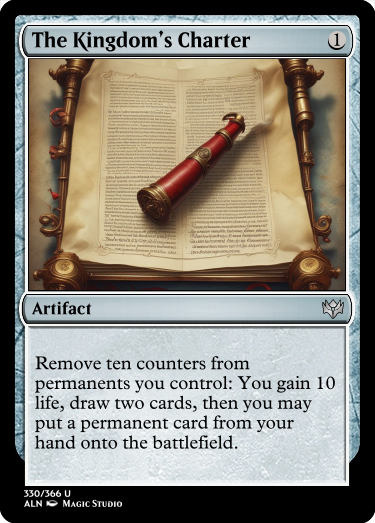 The Kingdom's Charter 1
Artifact
Remove ten counters from
permanents you control: You gain 10
life, draw two cards, then you may
put a permanent card from your
hand onto the battlefield.
330/366 U
ALN Magic Studio